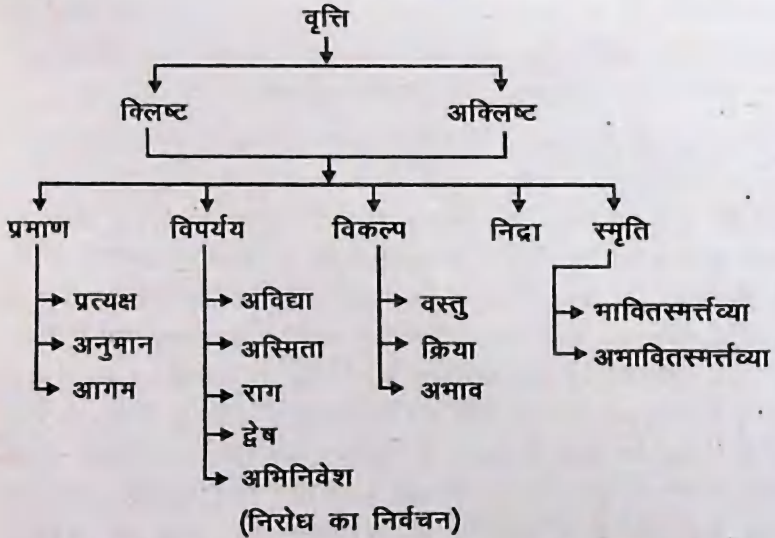 वृत्ति
क्लिष्ट अक्लिष्ट
प्रमाण विपर्यय विकल्प निद्रा स्मृति
प्रत्यक्ष अविद्या वस्तु भावितस्मर्त्तव्या
अनुमान अस्मिता क्रिया अभावितस्मर्त्तव्या
आगम राग अभाव
द्वेष
अभिनिवेश
(निरोध का निर्वचन)